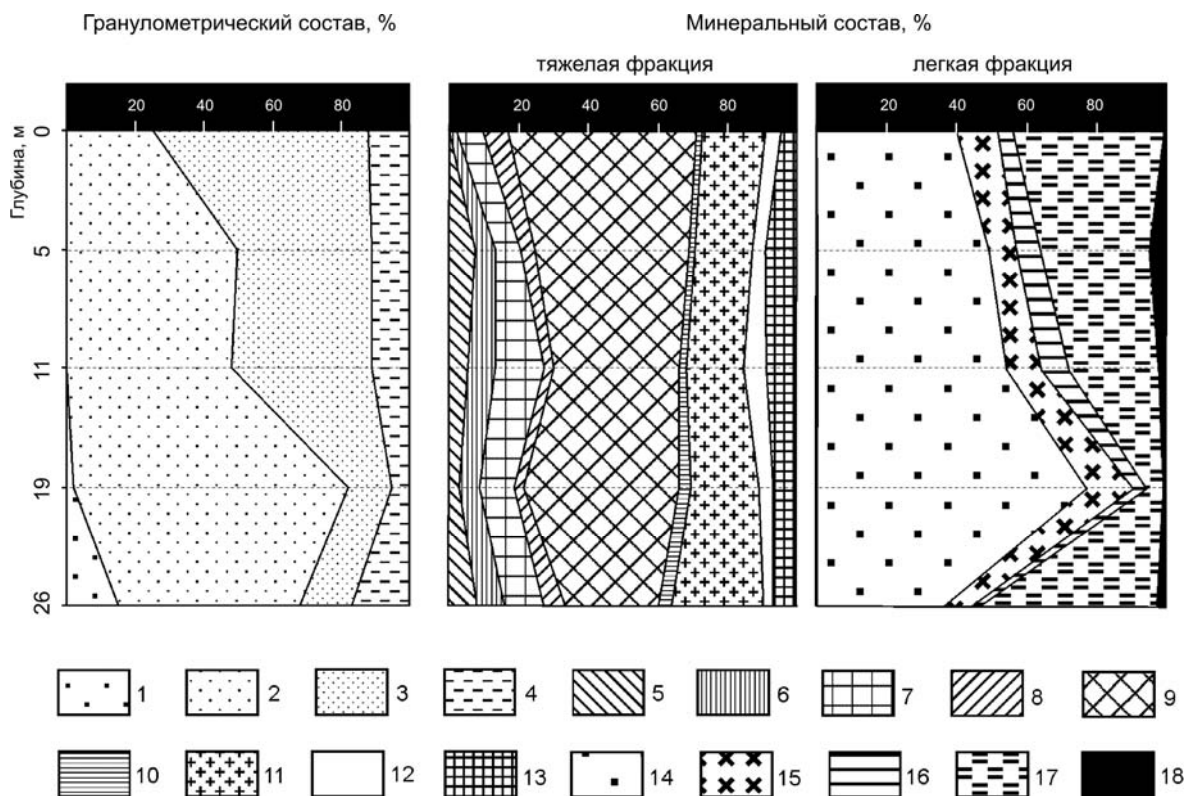 Гранулометрический состав, %
Минеральный состав, %
тяжелая фракция
легкая фракция
20 40 60 80
20 40 60 80
20 40 60 80
Глубина, м
0
5
11
19
26
1 2 3 4 5 6 7 8 9
10 11 12 13 14 15 16 17 18